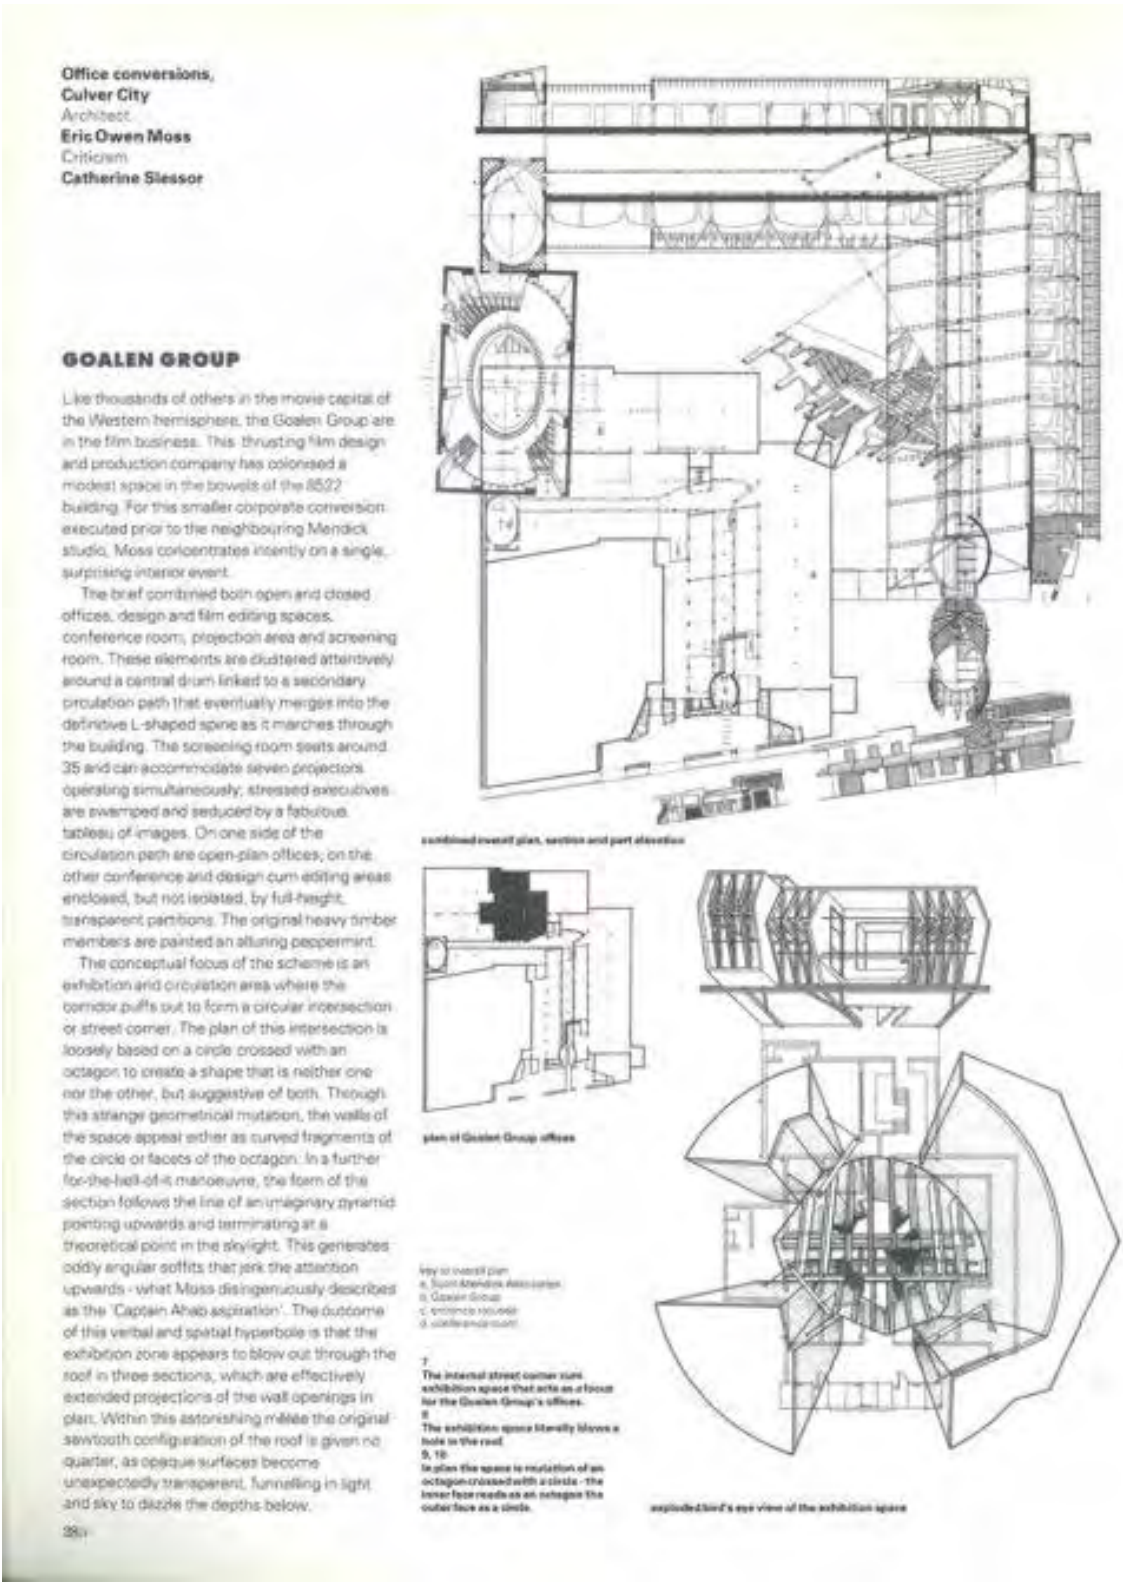 Office conversions,
Culver City
Architect
Eric Owen Moss
Criticism
Catherine Slessor
GOALEN GROUP
Like thousands of others in the movie capital of
the Western hemisphere, the Goalen Group are
in the film business. This thrusting film design
and production company has colonised a
modest space in the bowels of the 8522
building. For this smaller corporate conversion
executed prior to the neighbouring Mendick
studio, Moss concentrates intently on a single,
surprising interior event.
The brief combined both open and closed
offices, design and film editing spaces,
conference room, projection area and screening
room. These elements are clustered attentively
around a central drum linked to a secondary
circulation path that eventually merges into the
definitive L-shaped spine as it marches through
the building. The screening room seats around
35 and can accommodate seven projectors
operating simultaneously; stressed executives
are swamped and seduced by a fabulous
tableau of images. On one side of the
circulation path are open-plan offices; on the
other conference and design cum editing areas
enclosed, but not isolated, by full-height,
transparent partitions. The original heavy timber
members are painted an alluring peppermint.
The conceptual focus of the scheme is an
exhibition and circulation area where the
corridor puffs out to form a circular intersection
or street corner. The plan of this intersection is
loosely based on a circle crossed with an
octagon to create a shape that is neither one
nor the other, but suggestive of both. Through
this strange geometrical mutation, the walls of
the space appear either as curved fragments of
the circle or facets of the octagon. In a further
for-the-hell-of-it manoeuvre, the form of the
section follows the line of an imaginary pyramid
pointing upwards and terminating at a
theoretical point in the skylight. This generates
oddly angular soffits that jerk the attention
upwards - what Moss disingenuously describes
as the 'Captain Ahab aspiration'. The outcome
of this verbal and spatial hyperbole is that the
exhibition zone appears to blow out through the
roof in three sections, which are effectively
extended projections of the wall openings in
plan. Within this astonishing mêlée the original
sawtooth configuration of the roof is given no
quarter, as opaque surfaces become
unexpectedly transparent, funnelling in light
and sky to dazzle the depths below.
combined overall plan, section and part elevation
plan of Goalen Group offices
key to overall plan
a, Scott Mendick Association
b, Goalen Group
c, entrance
d, conference room
7
The internal street corner cum
exhibition space that acts as a focus
for the Goalen Group's offices.
8
The exhibition space literally blows a
hole in the roof.
9, 10
In plan the space is mutation of an
octagon crossed with a circle - the
inner face reads as an octagon the
outer face as a circle.
exploded bird's eye view of the exhibition space